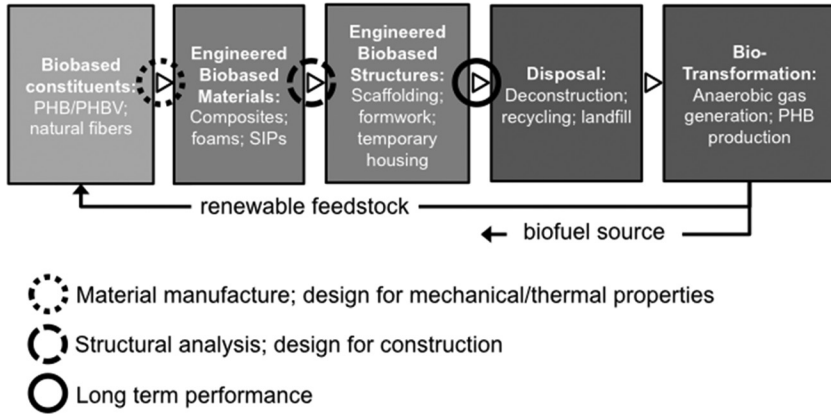 Biobased
constituents:
PHB/PHBV;
natural fibers
Engineered
Biobased
Materials:
Composites;
foams; SIPs
Engineered
Biobased
Structures:
Scaffolding;
formwork;
temporary
housing
Disposal:
Deconstruction;
recycling; landfill
Bio-
Transformation:
Anaerobic gas
generation; PHB
production
renewable feedstock
biofuel source
Material manufacture; design for mechanical/thermal properties
Structural analysis; design for construction
Long term performance